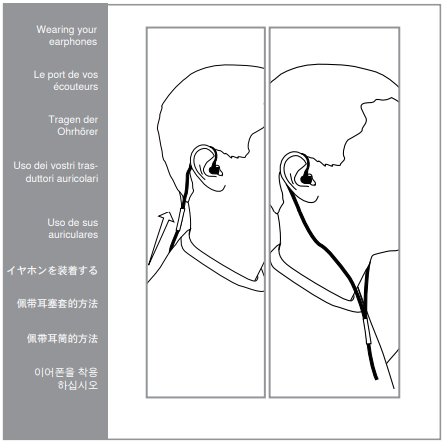 Wearing your
earphones
Le port de vos
écouteurs
Tragen der
Ohrhörer
Uso dei vostri tras-
duttori auricolari
Uso de sus
auriculares
イヤホンを装着する
佩帯耳塞套的方法
佩帶耳筒的方法
이어폰을 착용
하십시오